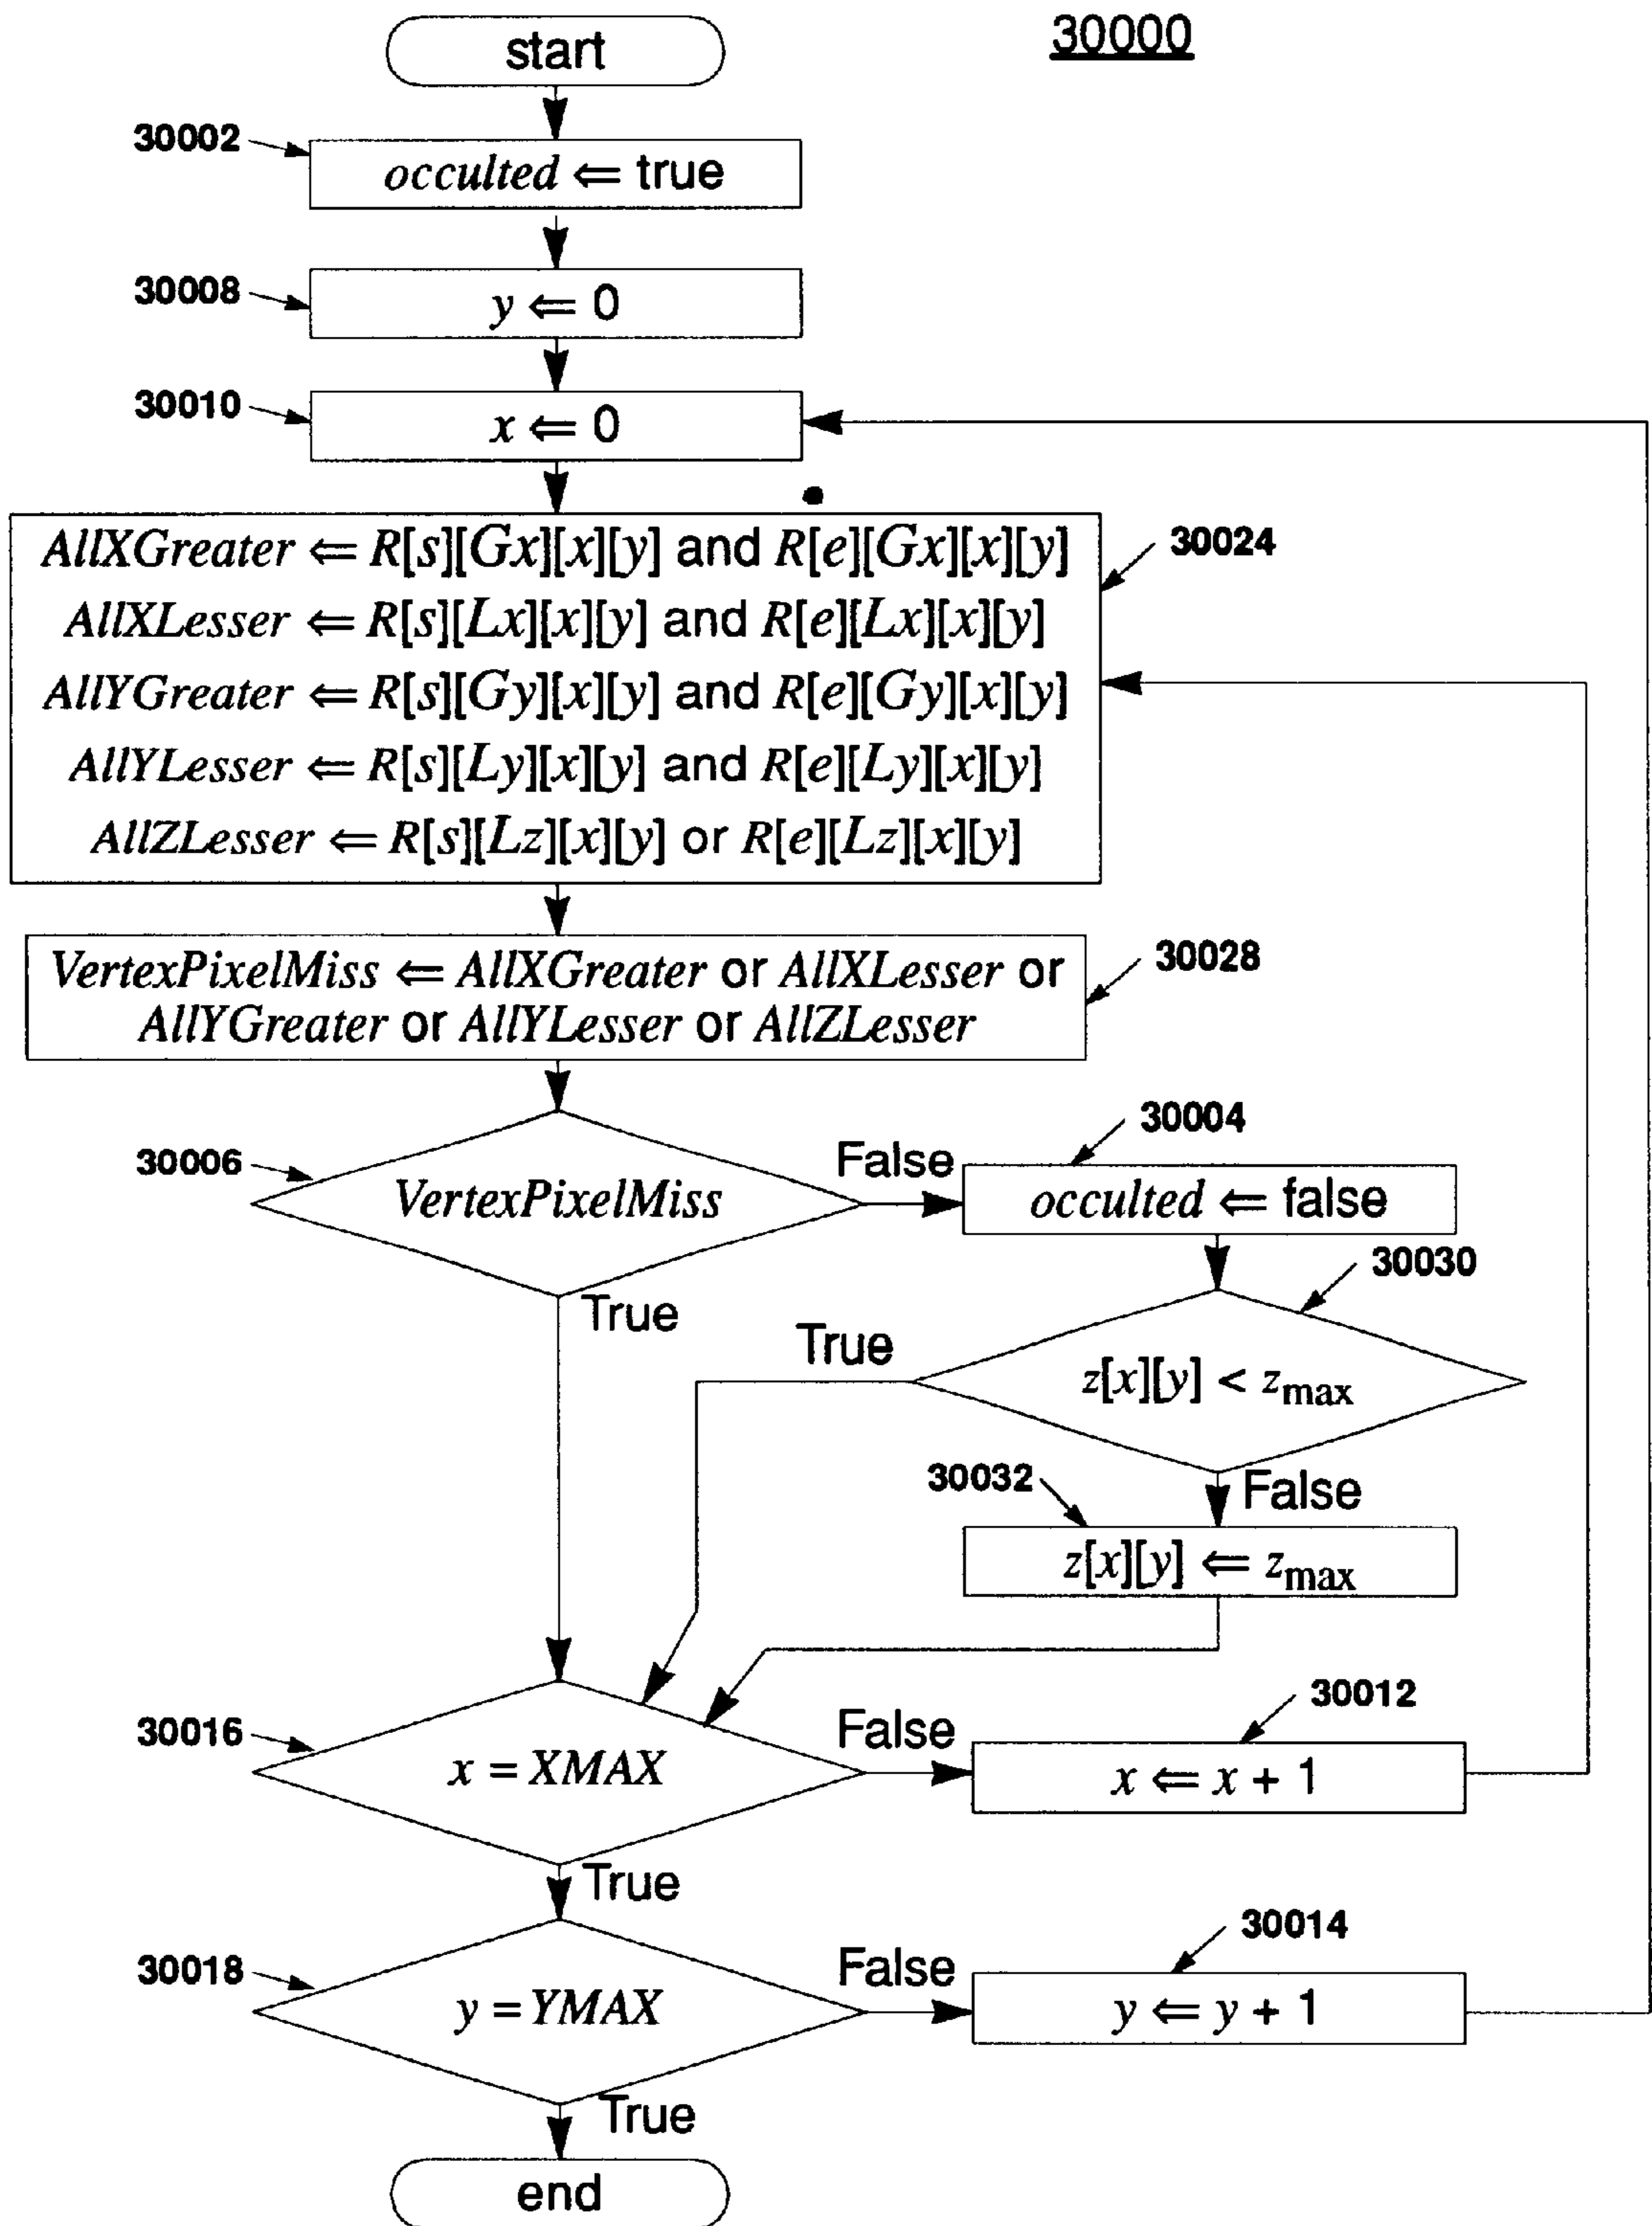 30000
start
30002
occulted ⇐ true
30008
y ⇐ 0
30010
x ⇐ 0
AllXGreater ⇐ R[s][Gx][x][y] and R[e][Gx][x][y]
30024
AllXLesser ⇐ R[s][Lx][x][y] and R[e][Lx][x][y]
AllYGreater ⇐ R[s][Gy][x][y] and R[e][Gy][x][y]
AllYLesser ⇐ R[s][Ly][x][y] and R[e][Ly][x][y]
AllZLesser ⇐ R[s][Lz][x][y] or R[e][Lz][x][y]
VertexPixelMiss ⇐ AllXGreater or AllXLesser or
AllYGreater or AllYLesser or AllZLesser
30028
30006
VertexPixelMiss
False
30004
occulted ⇐ false
True
30030
z[x][y] < zmax
True
False
30032
z[x][y] ⇐ zmax
30016
x = XMAX
False
30012
x ⇐ x + 1
True
30018
y = YMAX
False
30014
y ⇐ y + 1
True
end